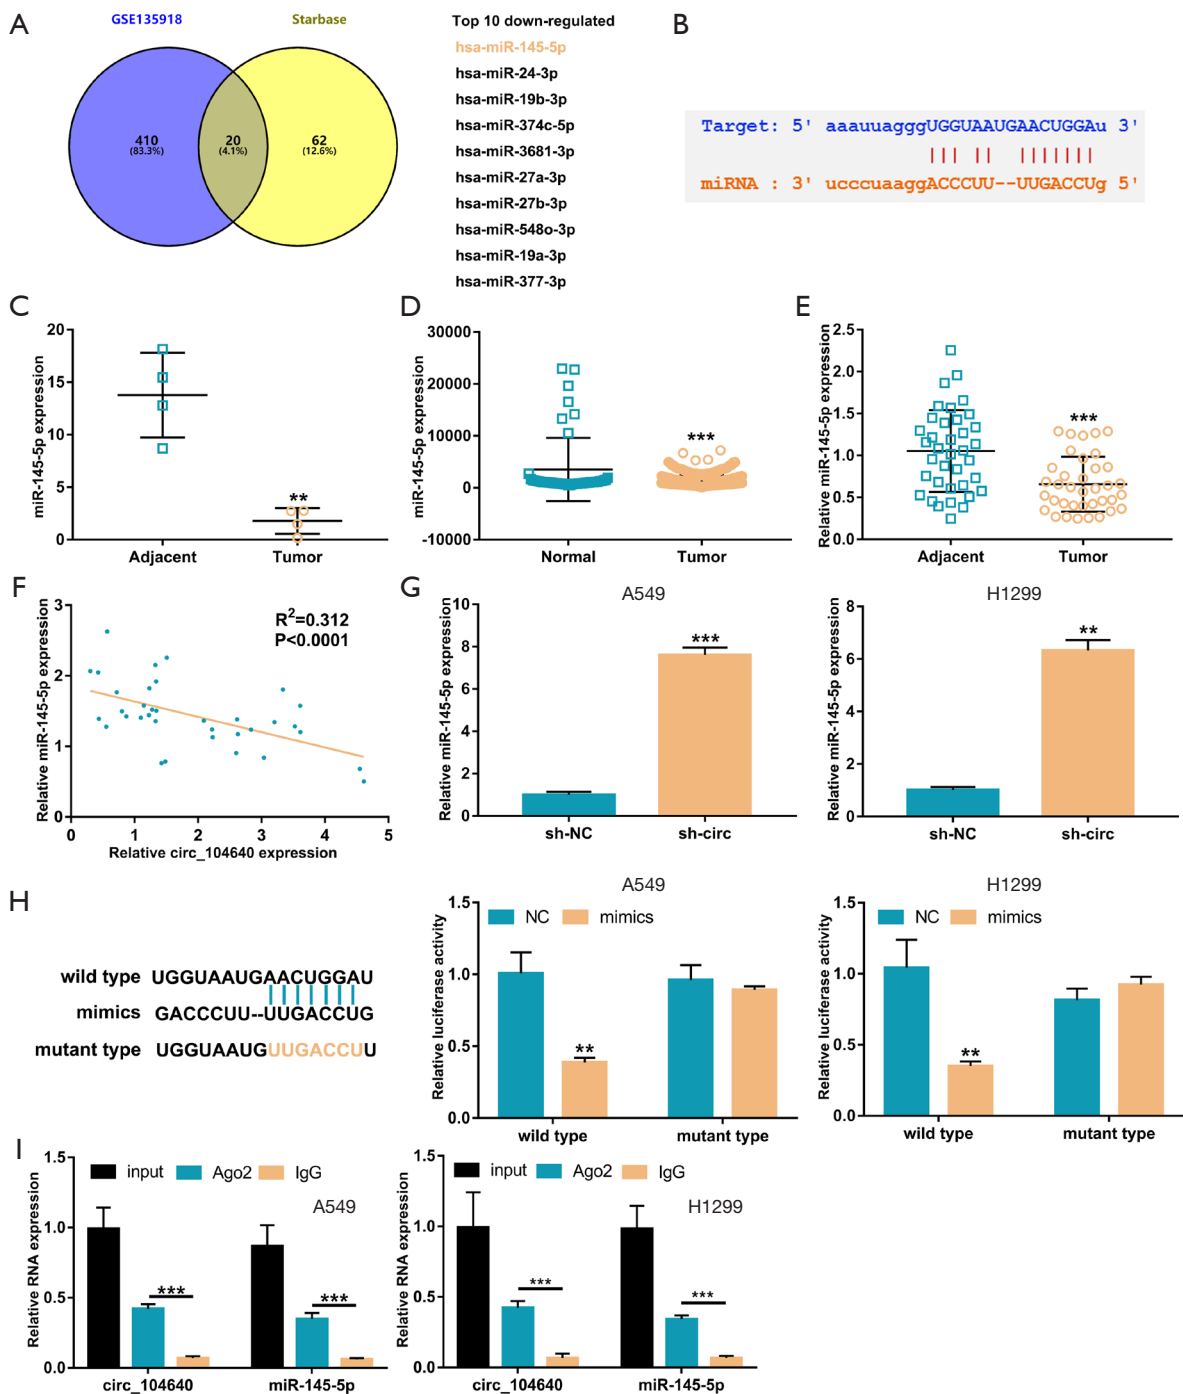 A
GSE135918
Starbase
410
(83.3%)
20
(4.1%)
62
(12.6%)
Top 10 down-regulated
hsa-miR-145-5p
hsa-miR-24-3p
hsa-miR-19b-3p
hsa-miR-374c-5p
hsa-miR-3681-3p
hsa-miR-27a-3p
hsa-miR-27b-3p
hsa-miR-548o-3p
hsa-miR-19a-3p
hsa-miR-377-3p
B
Target: 5' aaauuagggUGGUAAUGAACUGGAu 3'
miRNA : 3' ucccuaaggACCCUU--UUGACCUg 5'
C
miR-145-5p expression
20
15
10
5
0
**
Adjacent
Tumor
D
miR-145-5p expression
30000
20000
10000
0
-10000
***
Normal
Tumor
E
Relative miR-145-5p expression
2.5
2.0
1.5
1.0
0.5
0.0
***
Adjacent
Tumor
F
Relative miR-145-5p expression
3
2
1
0
R2=0.312
P<0.0001
0 1 2 3 4 5
Relative circ_104640 expression
G
A549
Relative miR-145-5p expression
10
8
6
4
2
0
***
sh-NC
sh-circ
H1299
Relative miR-145-5p expression
8
6
4
2
0
**
sh-NC
sh-circ
H
wild type UGGUAAUGAACUGGAU
mimics GACCCUU--UUGACCUG
mutant type UGGUAAUGUUGACCUU
A549
Relative luciferase activity
1.5
1.0
0.5
0.0
NC mimics
**
wild type
mutant type
H1299
Relative luciferase activity
1.5
1.0
0.5
0.0
NC mimics
**
wild type
mutant type
I
Relative RNA expression
1.5
1.0
0.5
0.0
input Ago2 IgG
A549
***
***
circ_104640
miR-145-5p
Relative RNA expression
1.5
1.0
0.5
0.0
input Ago2 IgG
H1299
***
***
circ_104640
miR-145-5p